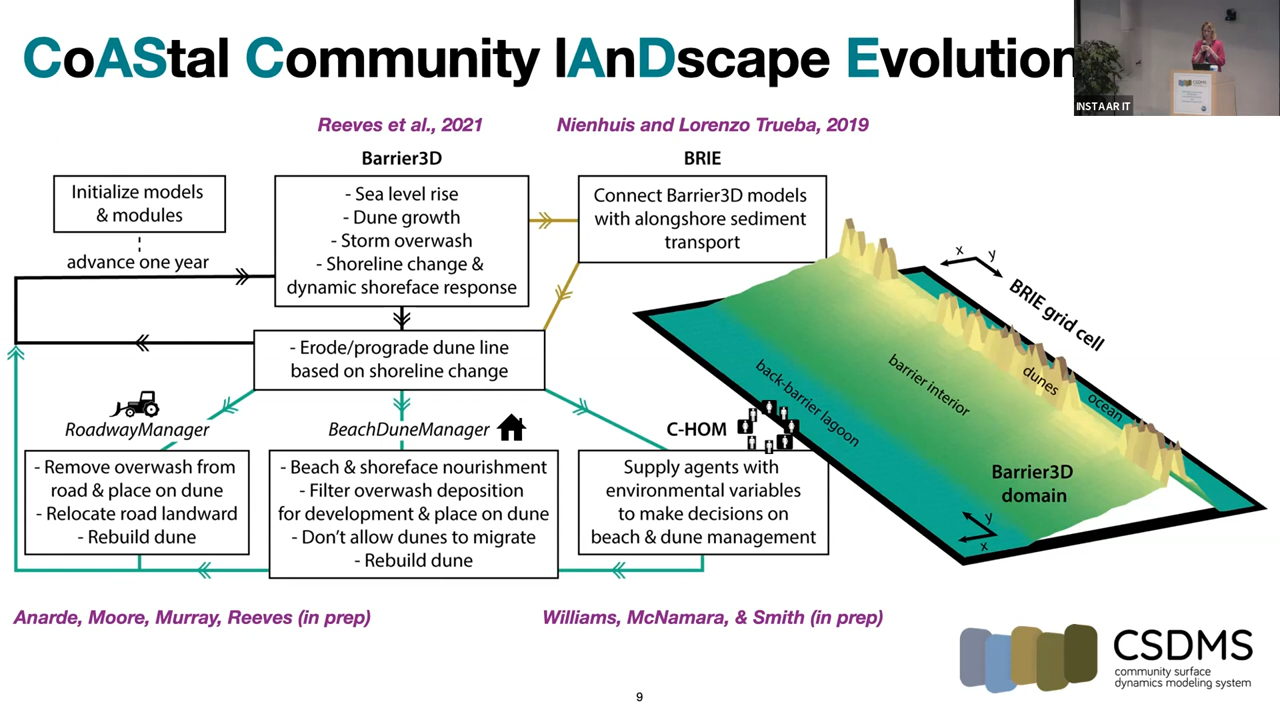 CoAStal Community lAnDscape Evolution
INSTAAR IT
CSDMS
Reeves et al., 2021
Nienhuis and Lorenzo Trueba, 2019
Barrier3D
BRIE
Initialize models
& modules
advance one year
- Sea level rise
- Dune growth
- Storm overwash
- Shoreline change &
dynamic shoreface response
Connect Barrier3D models
with alongshore sediment
transport
- Erode/prograde dune line
based on shoreline change
x
y
BRIE grid cell
ocean
dunes
barrier interior
back-barrier lagoon
Barrier3D
domain
y
x
RoadwayManager
BeachDuneManager
C-HOM
- Remove overwash from
road & place on dune
- Relocate road landward
- Rebuild dune
- Beach & shoreface nourishment
- Filter overwash deposition
for development & place on dune
- Don't allow dunes to migrate
- Rebuild dune
Supply agents with
environmental variables
to make decisions on
beach & dune management
Anarde, Moore, Murray, Reeves (in prep)
Williams, McNamara, & Smith (in prep)
CSDMS
community surface
dynamics modeling system
9